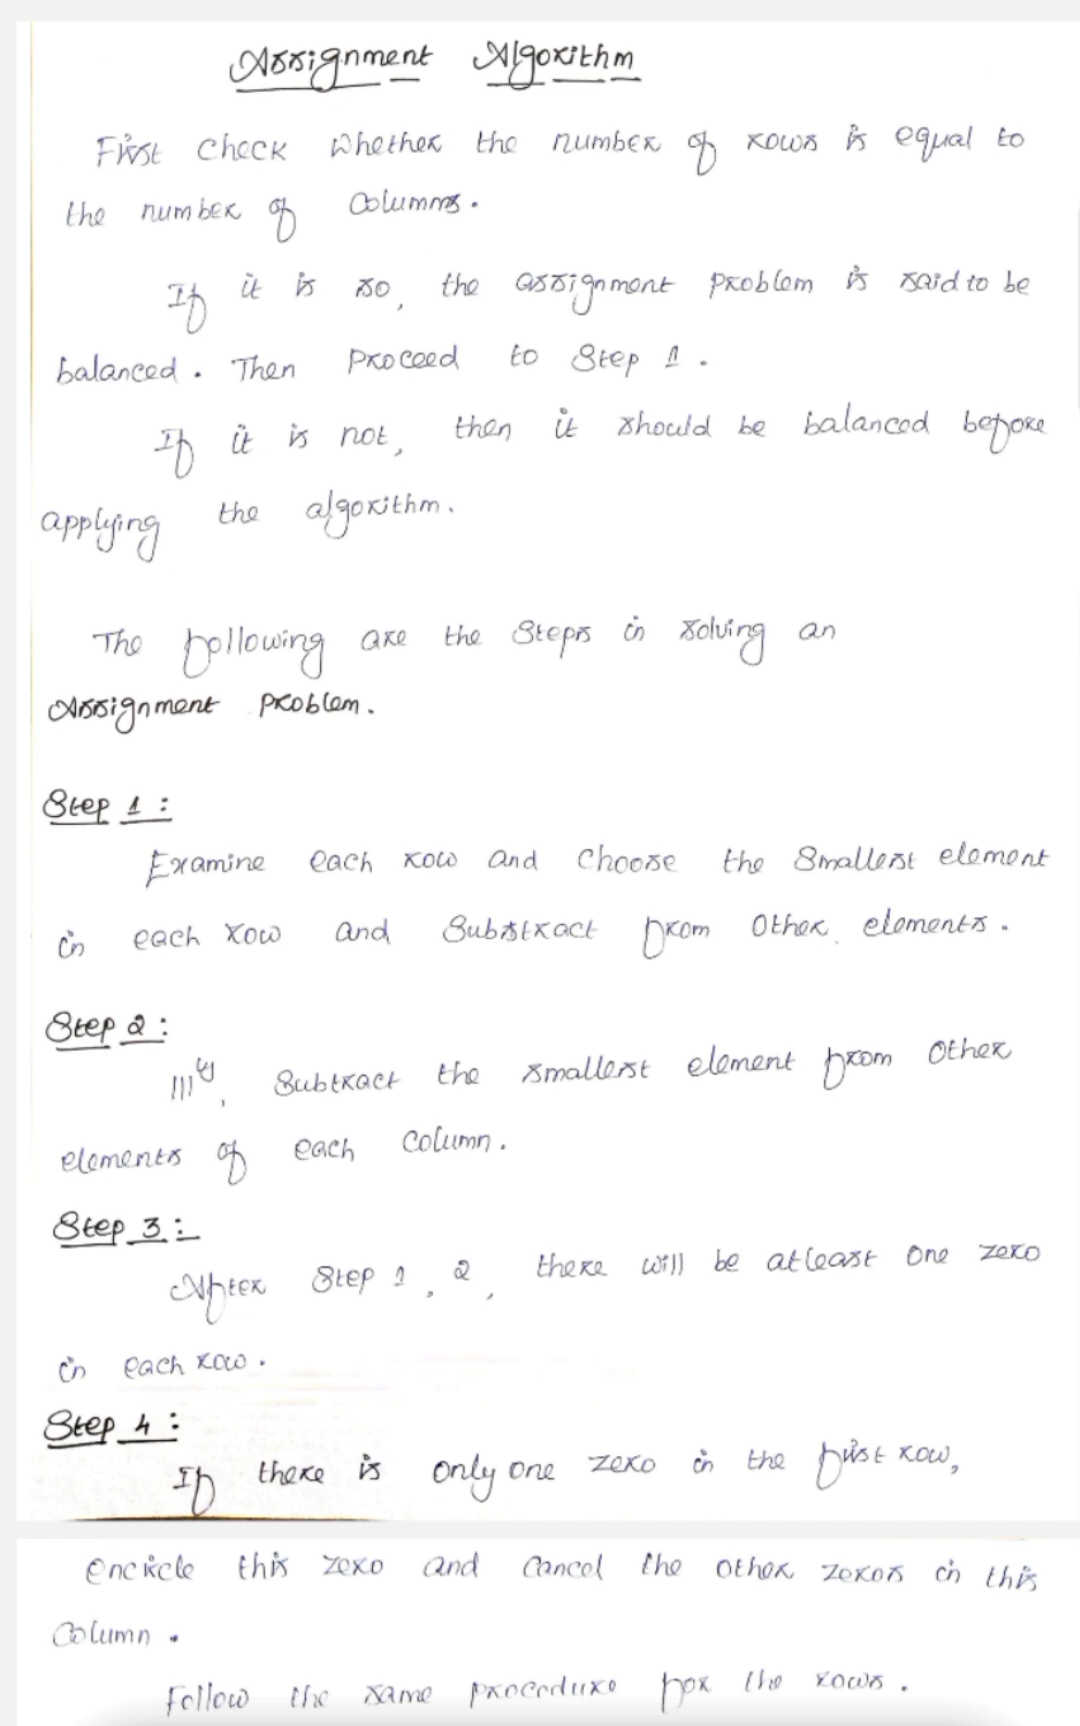 Assignment Algorithm
First check whether the number of rows is equal to
the number of columns.
If it is so, the assignment problem is said to be
balanced. Then proceed to Step 1.
If it is not, then it should be balanced before
applying the algorithm.
The following are the steps in solving an
Assignment problem.
Step 1:
Examine each row and choose the smallest element
in each row and substract from other elements.
Step 2:
|||ly, subtract the smallest element from other
elements of each column.
Step 3:
After Step 1, 2, there will be atleast one zero
in each row.
Step 4:
If there is only one zero in the first row,
encircle this zero and cancel the other zeros in this
column.
Follow the same procedure for the rows.